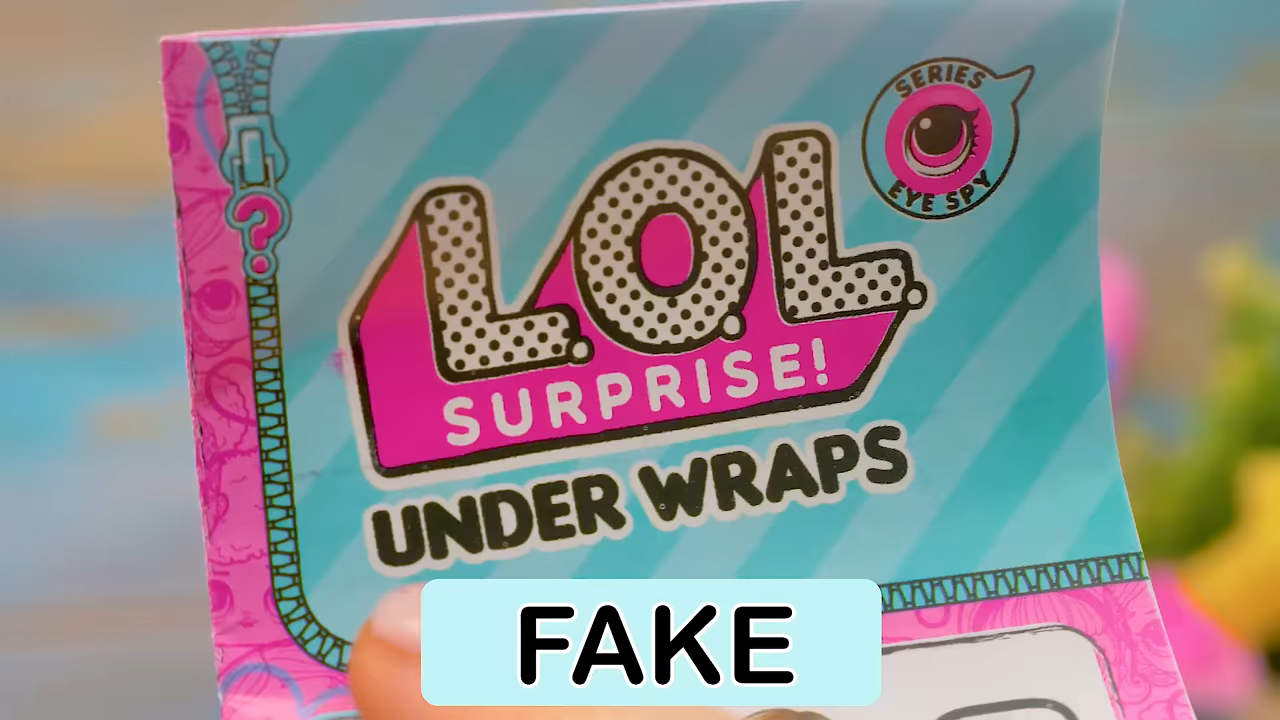 SERIES
EYE SPY
?
L.O.L.
SURPRISE!
UNDER WRAPS
FAKE